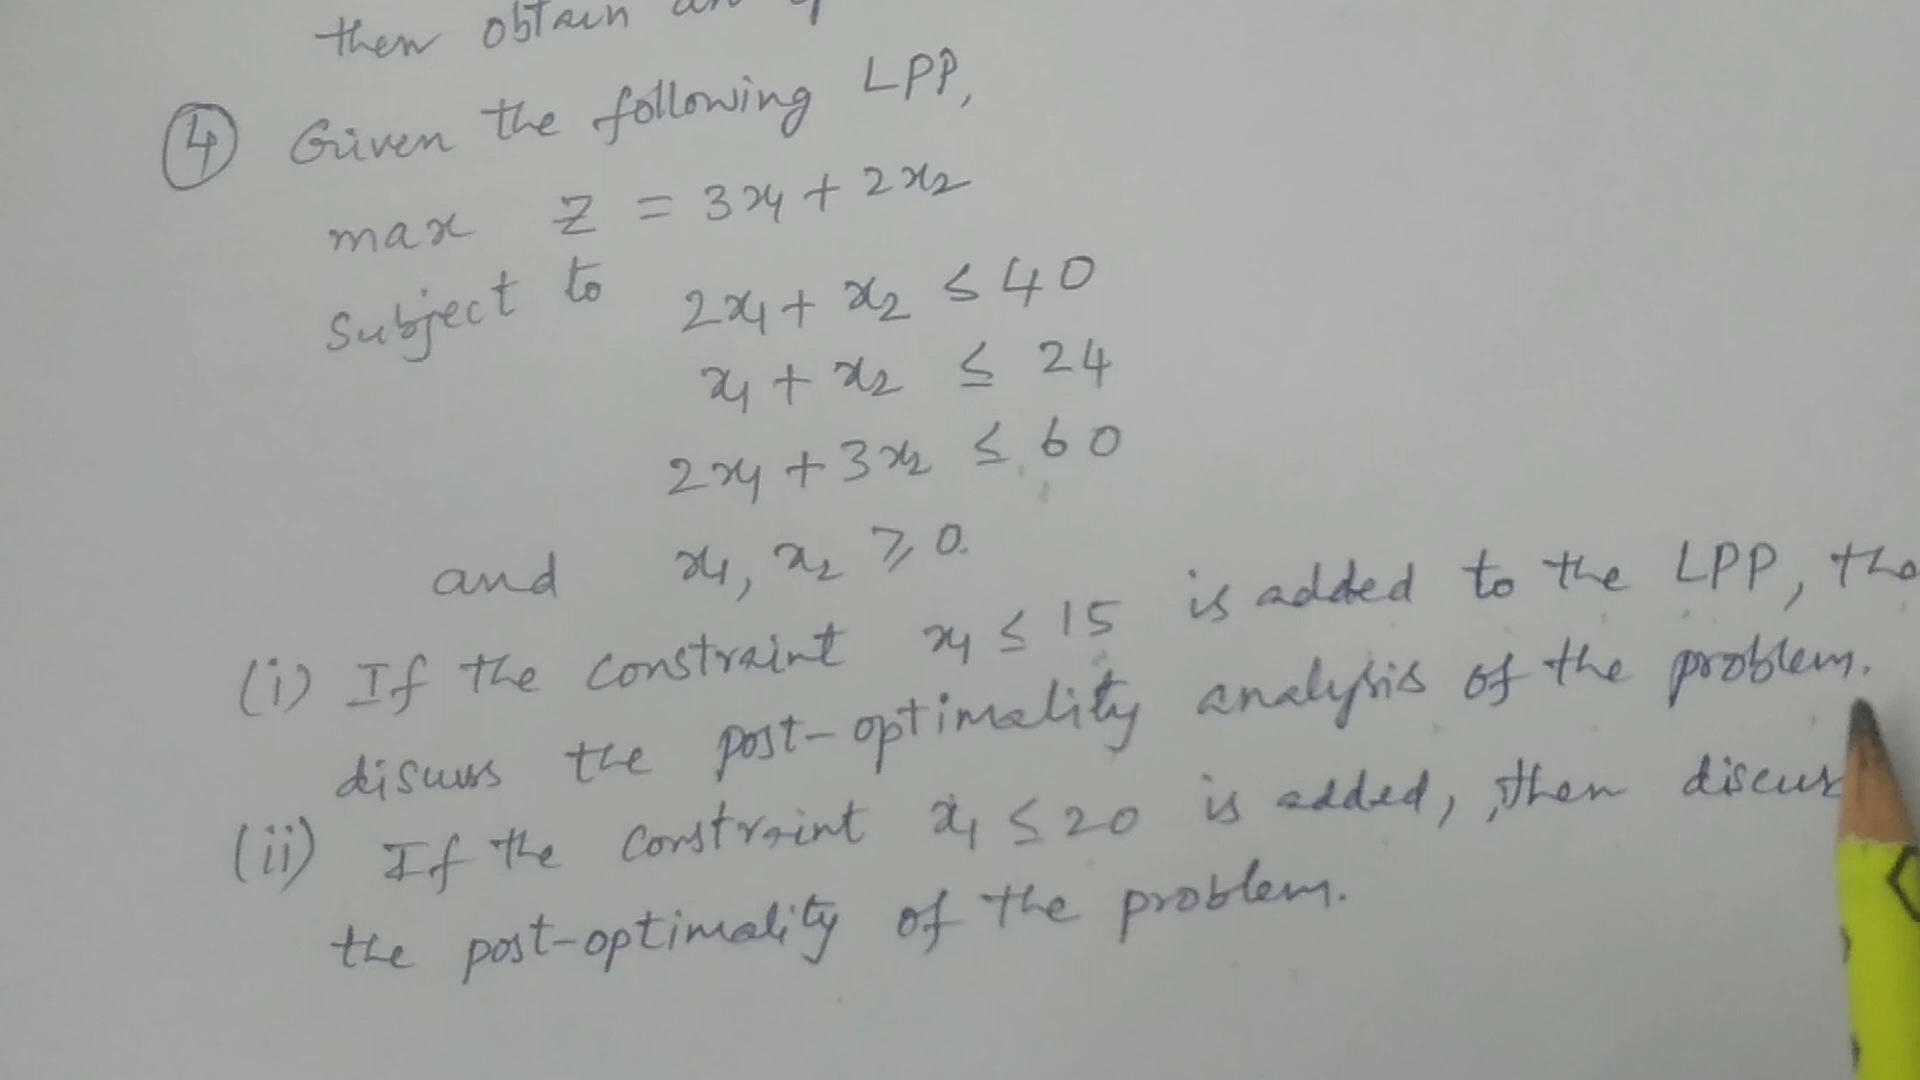 then obtain an
④ Given the following LPP,
max Z = 3x₁ + 2x₂
Subject to 2x₁ + x₂ ≤ 40
x₁ + x₂ ≤ 24
2x₁ + 3x₂ ≤ 60
and x₁, x₂ ≥ 0.
(i) If the constraint x₁ ≤ 15 is added to the LPP, the
discuss the post-optimality analysis of the problem.
(ii) If the constraint x₁ ≤ 20 is added, then discus
the post-optimality of the problem.